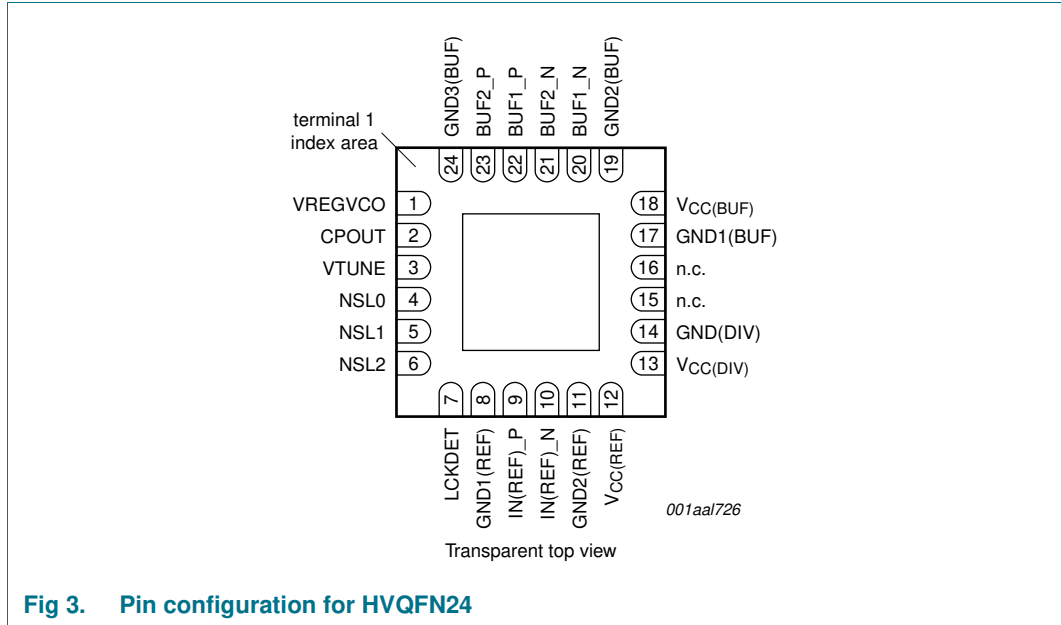 GND3(BUF)
BUF2_P
BUF1_P
BUF2_N
BUF1_N
GND2(BUF)
terminal 1
index area
24
23
22
21
20
19
VREGVCO 1
CPOUT 2
VTUNE 3
NSL0 4
NSL1 5
NSL2 6
18 VCC(BUF)
17 GND1(BUF)
16 n.c.
15 n.c.
14 GND(DIV)
13 VCC(DIV)
7
8
9
10
11
12
LCKDET
GND1(REF)
IN(REF)_P
IN(REF)_N
GND2(REF)
VCC(REF)
001aal726
Transparent top view
Fig 3. Pin configuration for HVQFN24